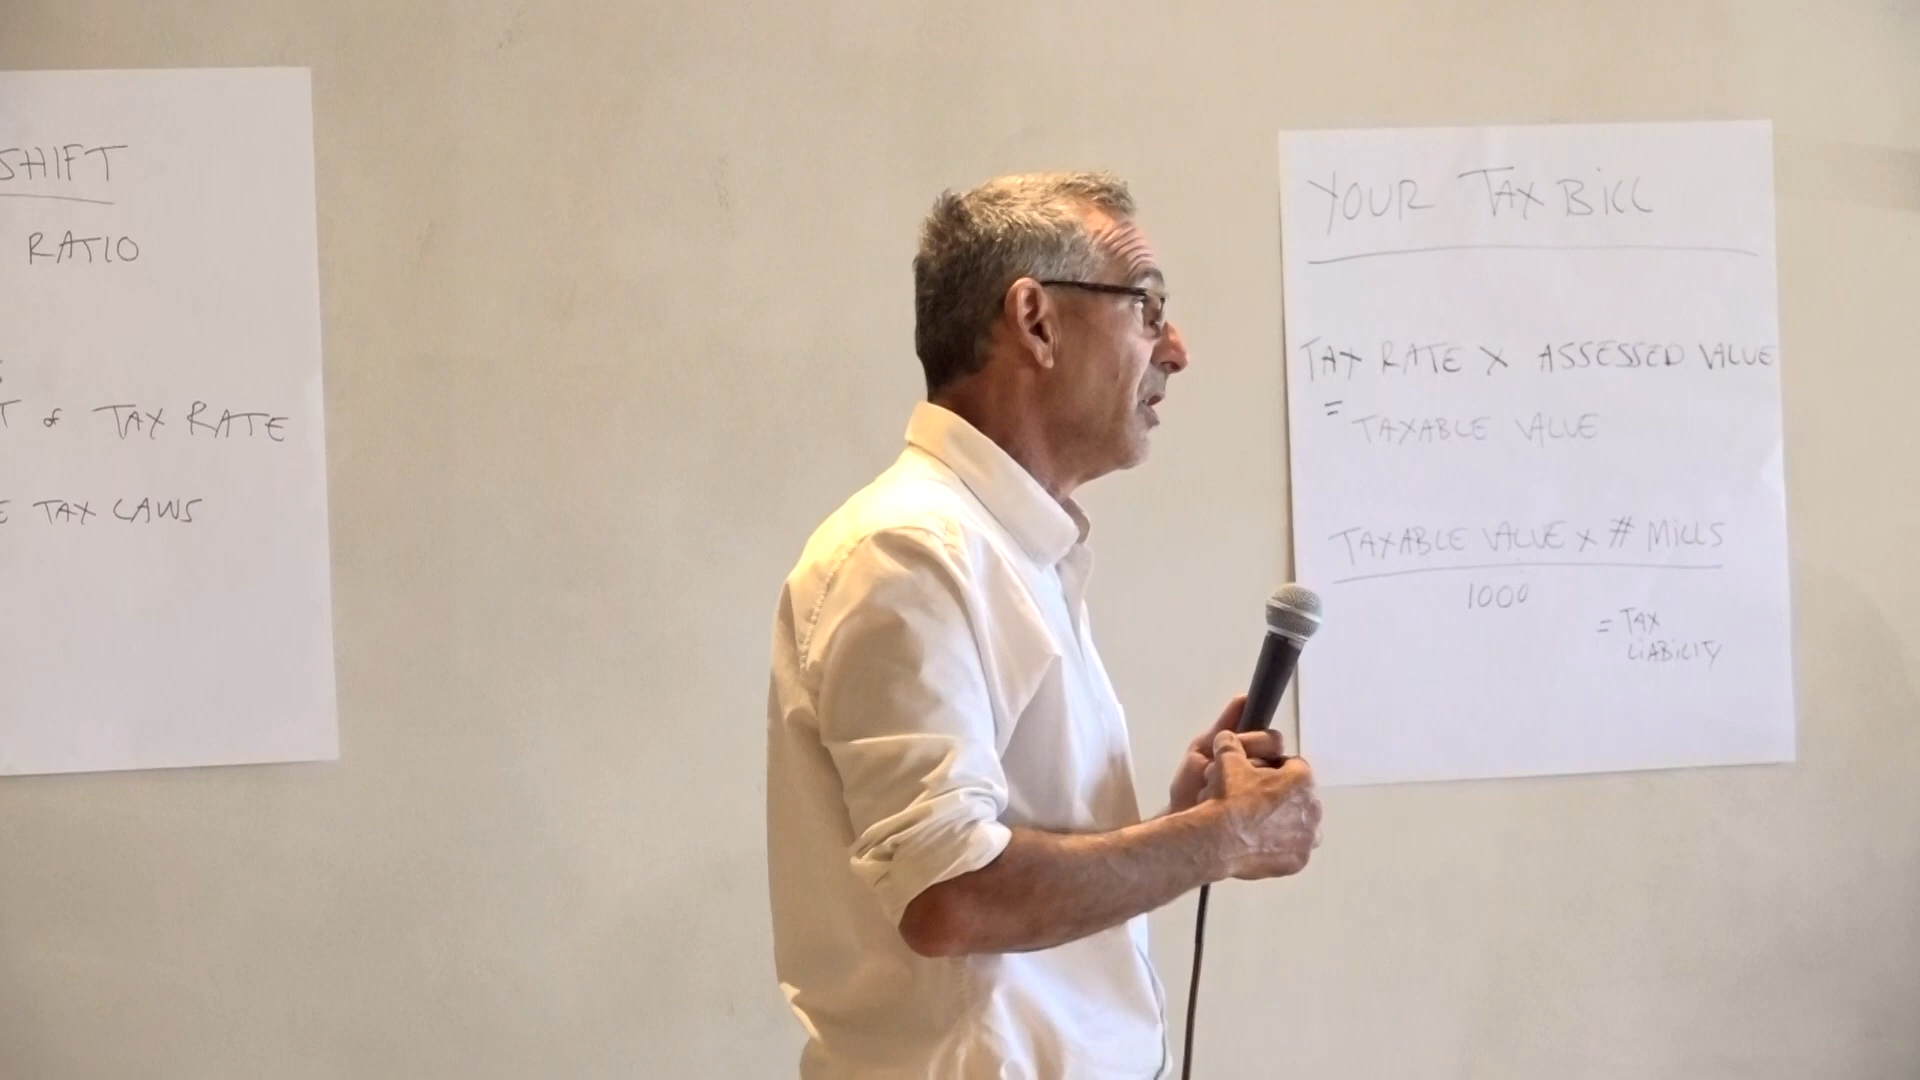 SHIFT
RATIO
T & TAX RATE
E TAX LAWS
YOUR TAX BILL
TAX RATE X ASSESSED VALUE
=
TAXABLE VALUE
TAXABLE VALUE X # MILLS
1000
= TAX
LIABILITY